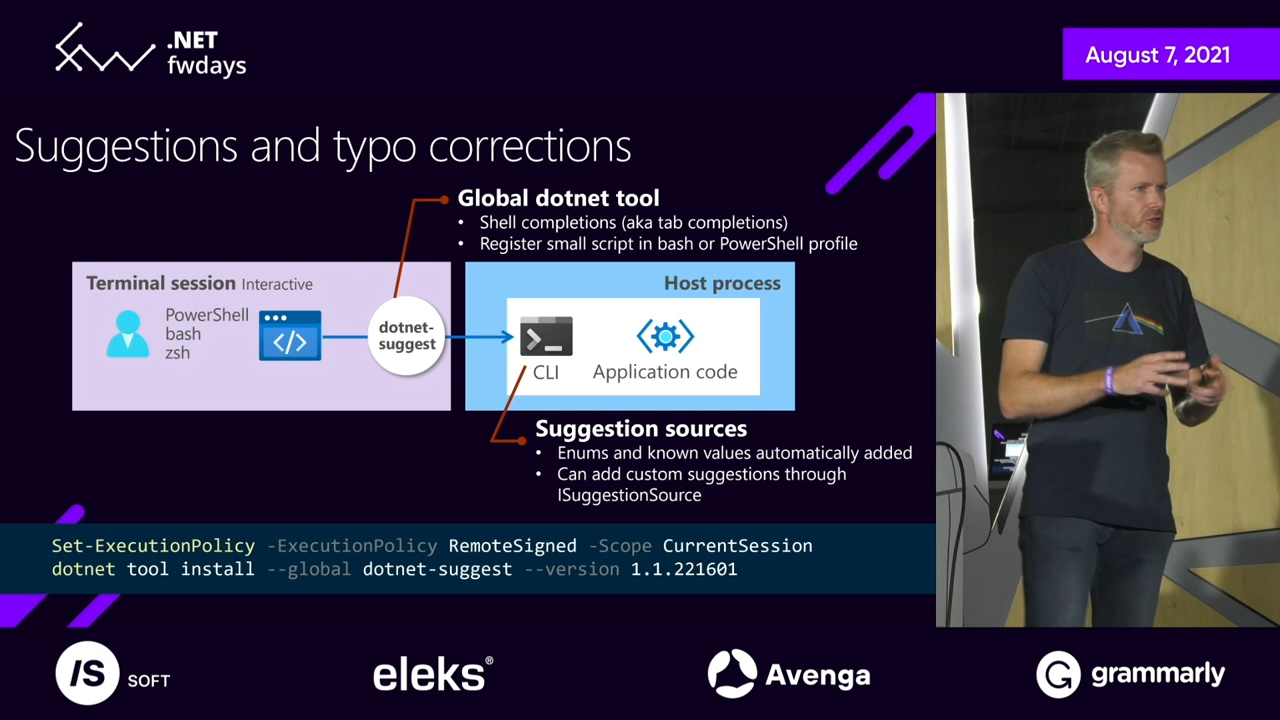 .NET
fwdays
August 7, 2021
Suggestions and typo corrections
Global dotnet tool
• Shell completions (aka tab completions)
• Register small script in bash or PowerShell profile
Terminal session Interactive
PowerShell
bash
zsh
dotnet-
suggest
Host process
CLI
Application code
Suggestion sources
• Enums and known values automatically added
• Can add custom suggestions through
ISuggestionSource
Set-ExecutionPolicy -ExecutionPolicy RemoteSigned -Scope CurrentSession
dotnet tool install --global dotnet-suggest --version 1.1.221601
IS SOFT
eleks®
Avenga
grammarly